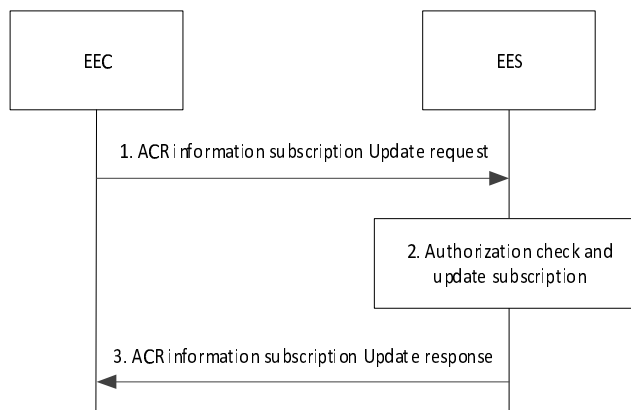 EEC
EES
1. ACR information subscription Update request
2. Authorization check and
update subscription
3. ACR information subscription Update response